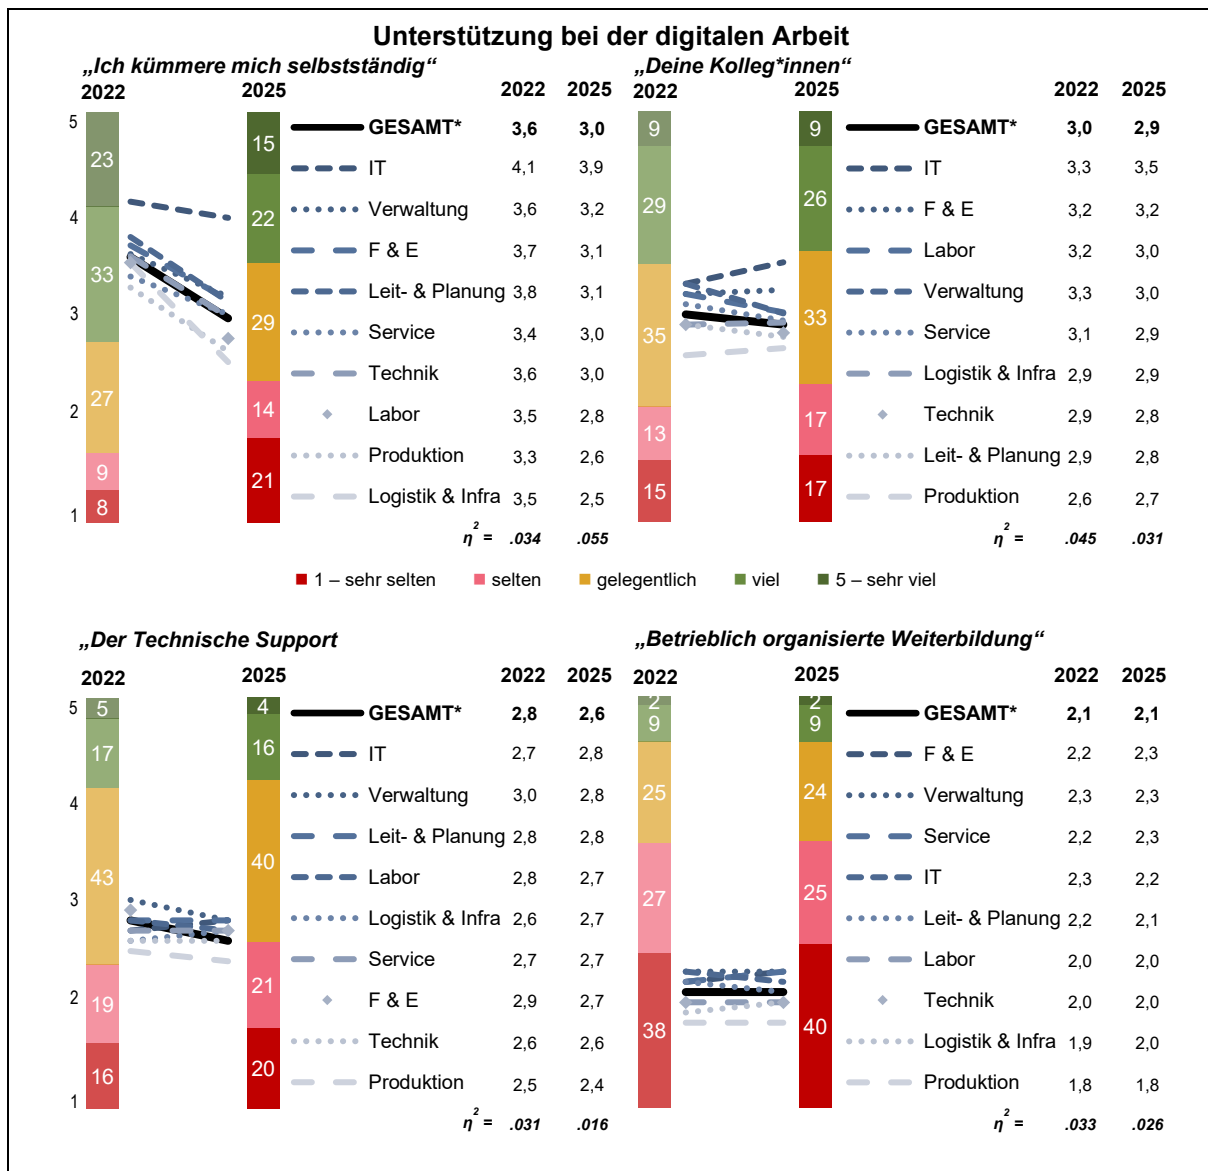 Unterstützung bei der digitalen Arbeit
„Ich kümmere mich selbstständig“
2022 2025 2022 2025
5
4
3
2
1
23
33
27
9
8
15
22
29
14
21
GESAMT* 3,6 3,0
IT 4,1 3,9
Verwaltung 3,6 3,2
F & E 3,7 3,1
Leit- & Planung 3,8 3,1
Service 3,4 3,0
Technik 3,6 3,0
Labor 3,5 2,8
Produktion 3,3 2,6
Logistik & Infra 3,5 2,5
η² = .034 .055
„Deine Kolleg*innen“
2022 2025 2022 2025
9
29
35
13
15
9
26
33
17
17
GESAMT* 3,0 2,9
IT 3,3 3,5
F & E 3,2 3,2
Labor 3,2 3,0
Verwaltung 3,3 3,0
Service 3,1 2,9
Logistik & Infra 2,9 2,9
Technik 2,9 2,8
Leit- & Planung 2,9 2,8
Produktion 2,6 2,7
η² = .045 .031
1 – sehr selten selten gelegentlich viel 5 – sehr viel
„Der Technische Support
2022 2025 2022 2025
5
4
3
2
1
5
17
43
19
16
4
16
40
21
20
GESAMT* 2,8 2,6
IT 2,7 2,8
Verwaltung 3,0 2,8
Leit- & Planung 2,8 2,8
Labor 2,8 2,7
Logistik & Infra 2,6 2,7
Service 2,7 2,7
F & E 2,9 2,7
Technik 2,6 2,6
Produktion 2,5 2,4
η² = .031 .016
„Betrieblich organisierte Weiterbildung“
2022 2025 2022 2025
2
9
25
27
38
2
9
24
25
40
GESAMT* 2,1 2,1
F & E 2,2 2,3
Verwaltung 2,3 2,3
Service 2,2 2,3
IT 2,3 2,2
Leit- & Planung 2,2 2,1
Labor 2,0 2,0
Technik 2,0 2,0
Logistik & Infra 1,9 2,0
Produktion 1,8 1,8
η² = .033 .026